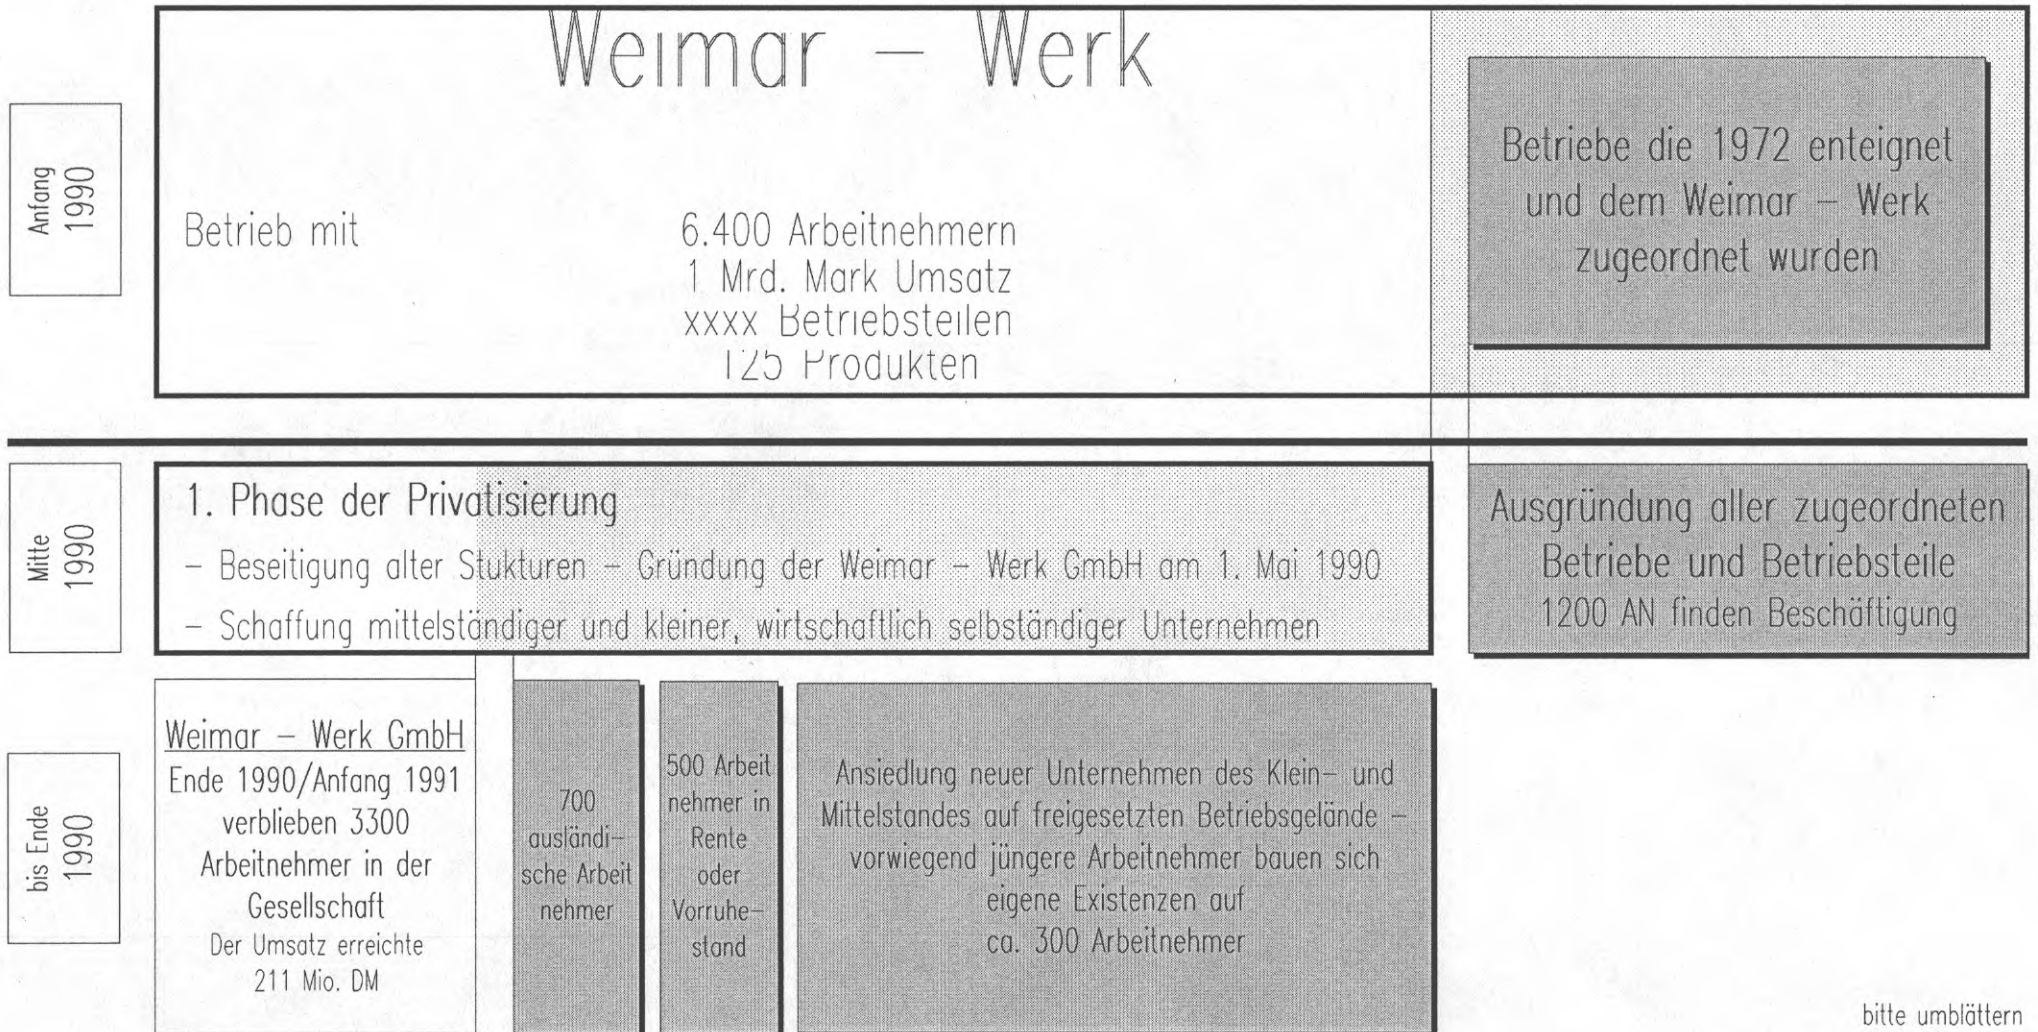 Weimar – Werk
Anfang
1990
Betrieb mit
6.400 Arbeitnehmern
1 Mrd. Mark Umsatz
xxxx Betriebsteilen
125 Produkten
Betriebe die 1972 enteignet
und dem Weimar – Werk
zugeordnet wurden
Mitte
1990
1. Phase der Privatisierung
– Beseitigung alter Stukturen – Gründung der Weimar – Werk GmbH am 1. Mai 1990
– Schaffung mittelständiger und kleiner, wirtschaftlich selbständiger Unternehmen
Ausgründung aller zugeordneten
Betriebe und Betriebsteile
1200 AN finden Beschäftigung
bis Ende
1990
Weimar – Werk GmbH
Ende 1990/Anfang 1991
verblieben 3300
Arbeitnehmer in der
Gesellschaft
Der Umsatz erreichte
211 Mio. DM
700
ausländi–
sche Arbeit
nehmer
500 Arbeit
nehmer in
Rente
oder
Vorruhe–
stand
Ansiedlung neuer Unternehmen des Klein– und
Mittelstandes auf freigesetzten Betriebsgelände –
vorwiegend jüngere Arbeitnehmer bauen sich
eigene Existenzen auf
ca. 300 Arbeitnehmer
bitte umblättern